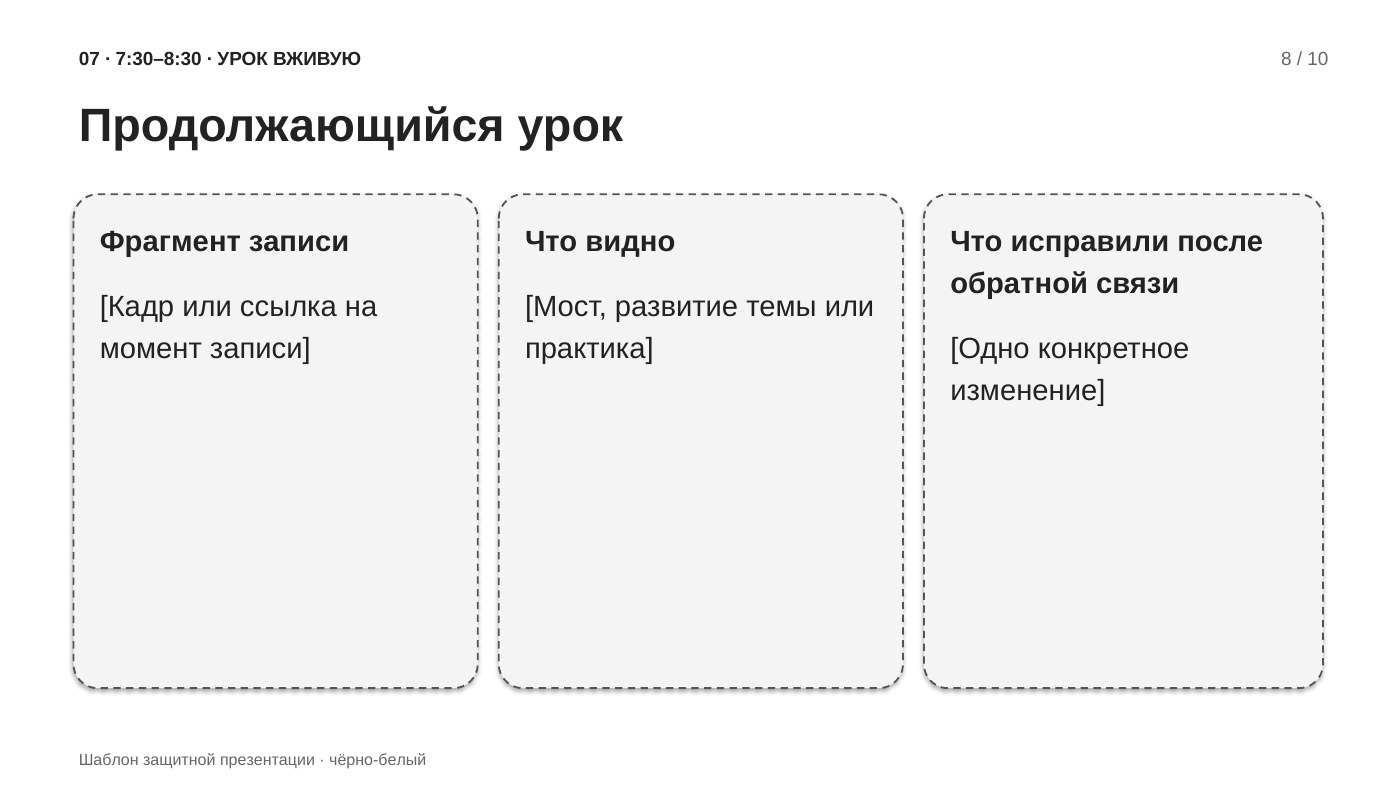 07 · 7:30–8:30 · УРОК ВЖИВУЮ
8 / 10
Продолжающийся урок
Фрагмент записи
[Кадр или ссылка на
момент записи]
Что видно
[Мост, развитие темы или
практика]
Что исправили после
обратной связи
[Одно конкретное
изменение]
Шаблон защитной презентации · чёрно-белый